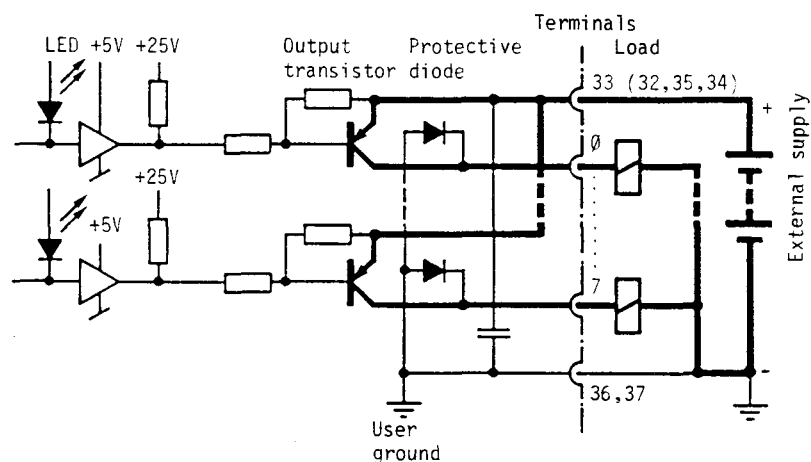 Terminals
LED +5V +25V
Output transistor
Protective diode
Load
33 (32,35,34)
+
External supply
Ø
+25V
+5V
7
-
36,37
User ground